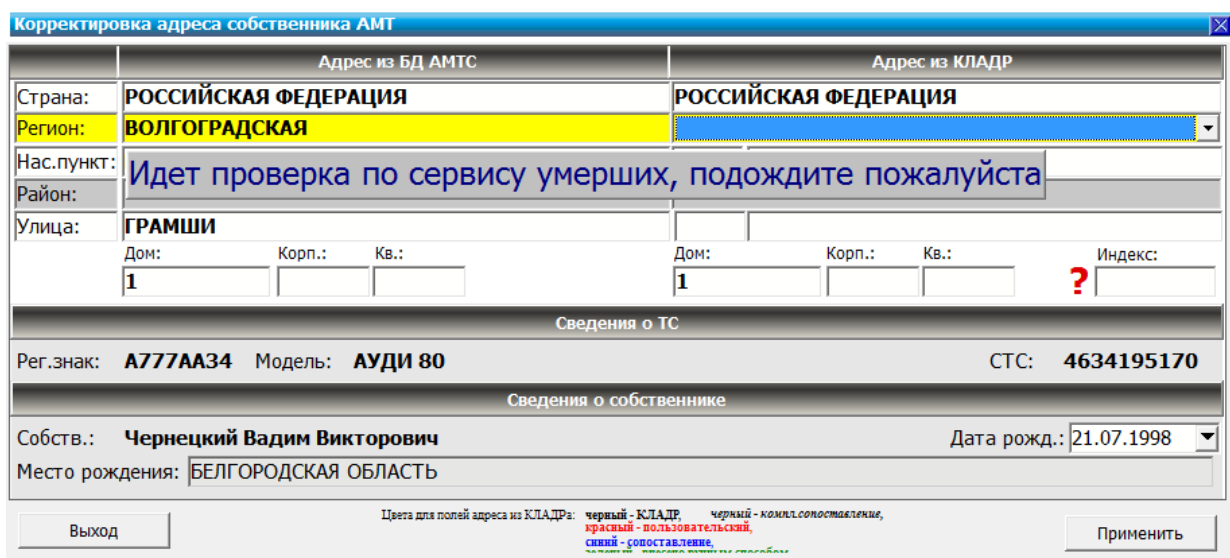 Корректировка адреса собственника АМТ
Адрес из БД АМТС Адрес из КЛАДР
Страна: РОССИЙСКАЯ ФЕДЕРАЦИЯ РОССИЙСКАЯ ФЕДЕРАЦИЯ
Регион: ВОЛГОГРАДСКАЯ
Нас.пункт:
Идет проверка по сервису умерших, подождите пожалуйста
Район:
Улица: ГРАМШИ
Дом: Корп.: Кв.: Дом: Корп.: Кв.: Индекс:
1 1 ?
Сведения о ТС
Рег.знак: А777АА34 Модель: АУДИ 80 СТС: 4634195170
Сведения о собственнике
Собств.: Чернецкий Вадим Викторович Дата рожд.: 21.07.1998
Место рождения: БЕЛГОРОДСКАЯ ОБЛАСТЬ
Цвета для полей адреса из КЛАДРа: черный - КЛАДР, черный - компл.сопоставление,
красный - пользовательский,
синий - сопоставление,
зеленый - внесено ручным способом
Выход Применить